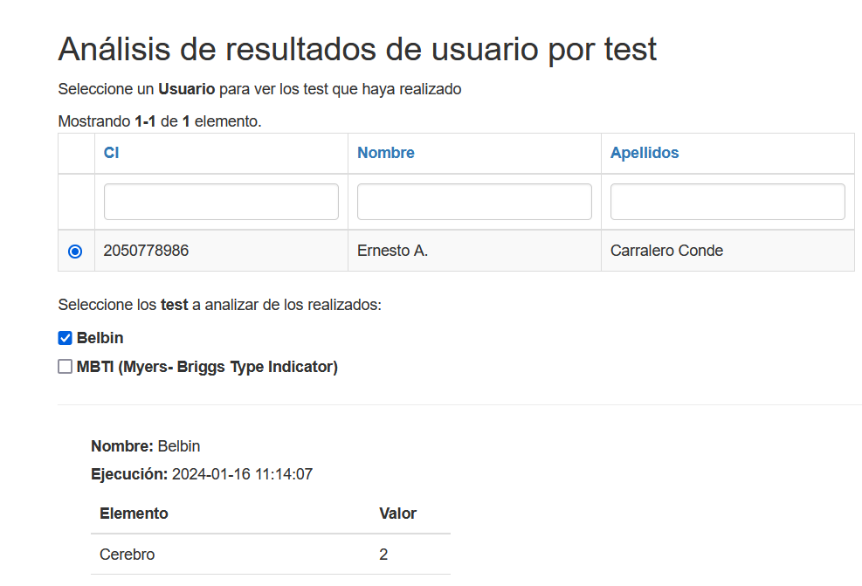 Análisis de resultados de usuario por test
Seleccione un Usuario para ver los test que haya realizado
Mostrando 1-1 de 1 elemento.
CI Nombre Apellidos
2050778986 Ernesto A. Carralero Conde
Seleccione los test a analizar de los realizados:
Belbin
MBTI (Myers- Briggs Type Indicator)
Nombre: Belbin
Ejecución: 2024-01-16 11:14:07
Elemento Valor
Cerebro 2